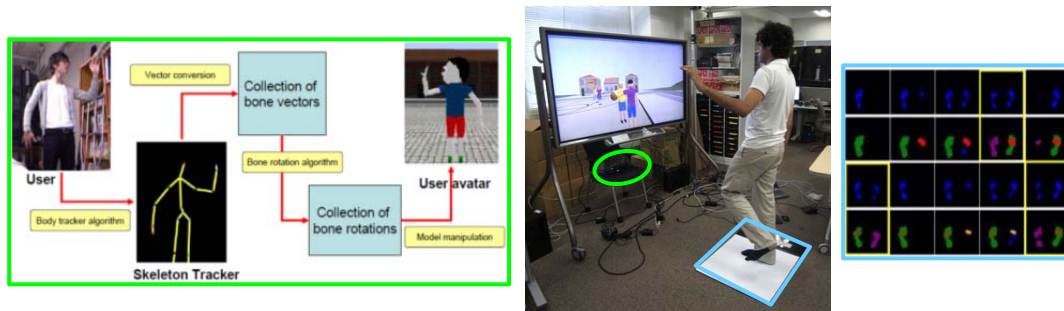 Vector conversion
Collection of
bone vectors
User
Bone rotation algorithm
User avatar
Body tracker algorithm
Collection of
bone rotations
Model manipulation
Skeleton Tracker